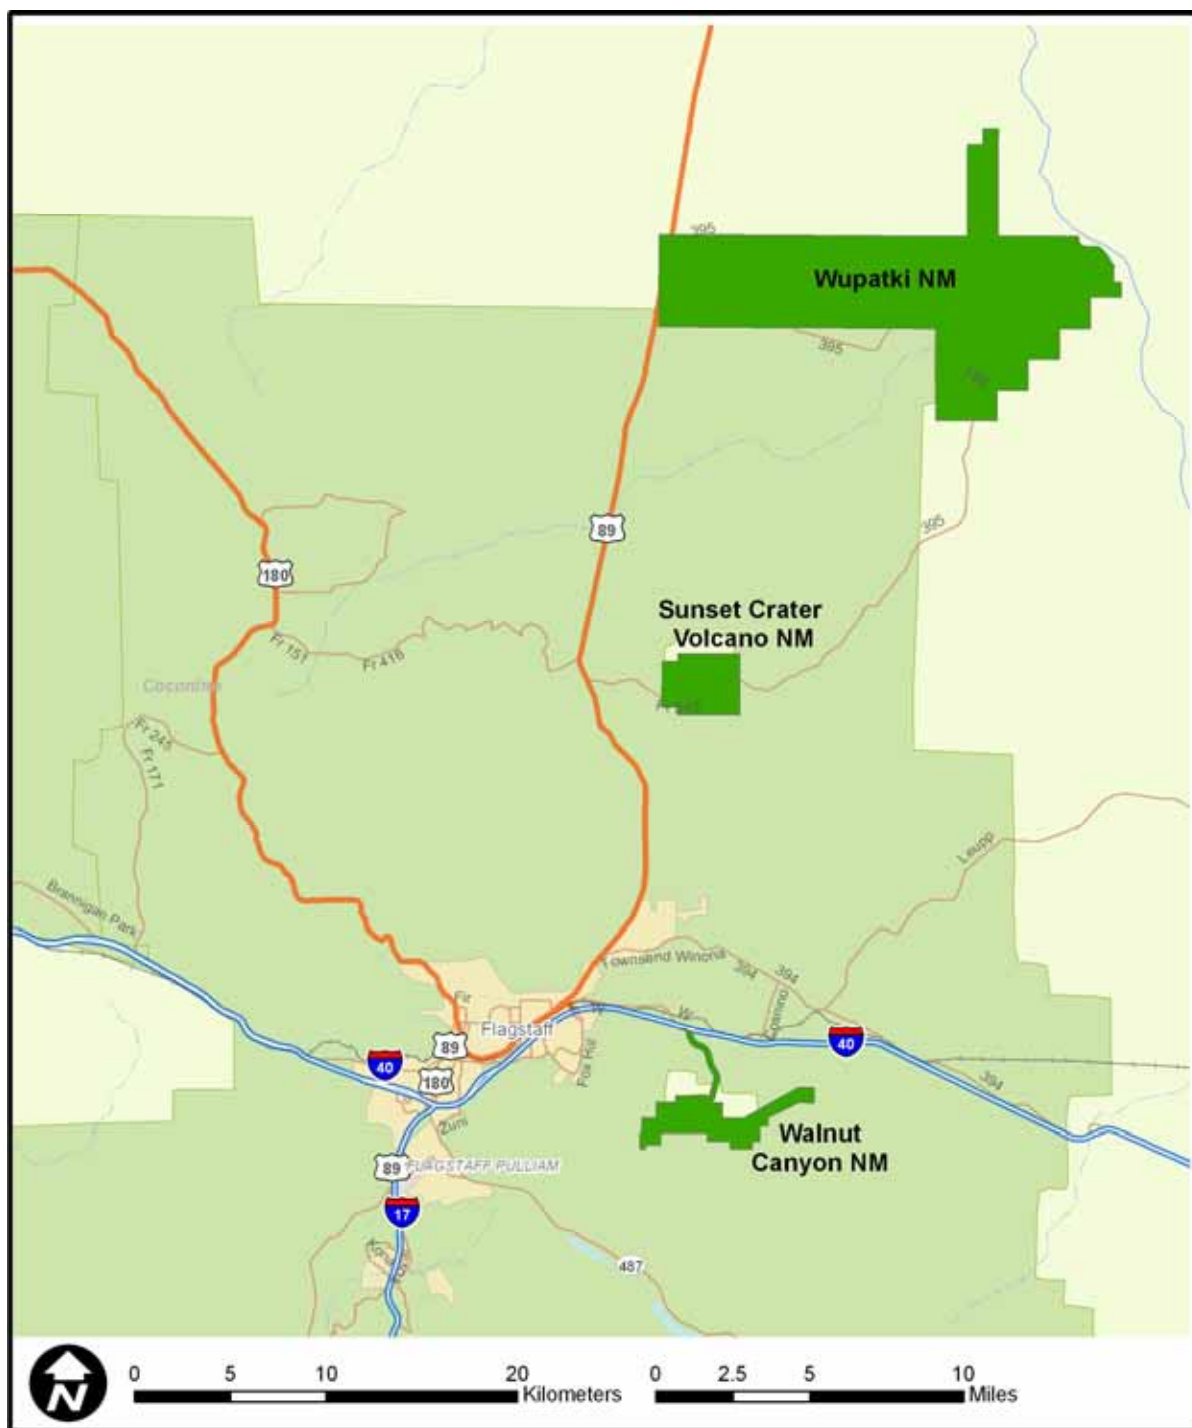 395
Wupatki NM
395
395
89
180
Sunset Crater
Volcano NM
Fr 151
Fr 418
Fr 245
Fr 171
Leupp
Brannigan Park
Townsend Winona
394
394
Cosnino
Fir
W
W
Flagstaff
89
40
180
Fox Hill
40
394
Zuni
Walnut
Canyon NM
89
FLAGSTAFF PULLIAM
17
487
N
0 5 10 20
Kilometers
0 2.5 5 10
Miles